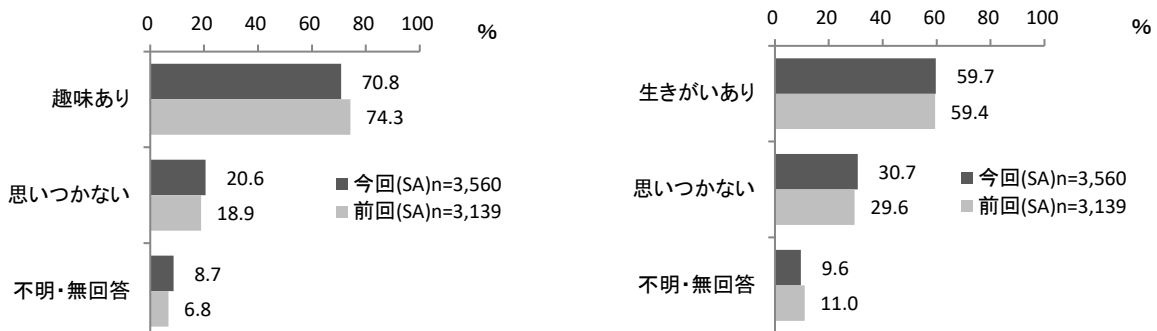 0 20 40 60 80 100 %
趣味あり
70.8
74.3
思いつかない
20.6
18.9
不明・無回答
8.7
6.8
今回(SA)n=3,560
前回(SA)n=3,139
0 20 40 60 80 100 %
生きがいあり
59.7
59.4
思いつかない
30.7
29.6
不明・無回答
9.6
11.0
今回(SA)n=3,560
前回(SA)n=3,139